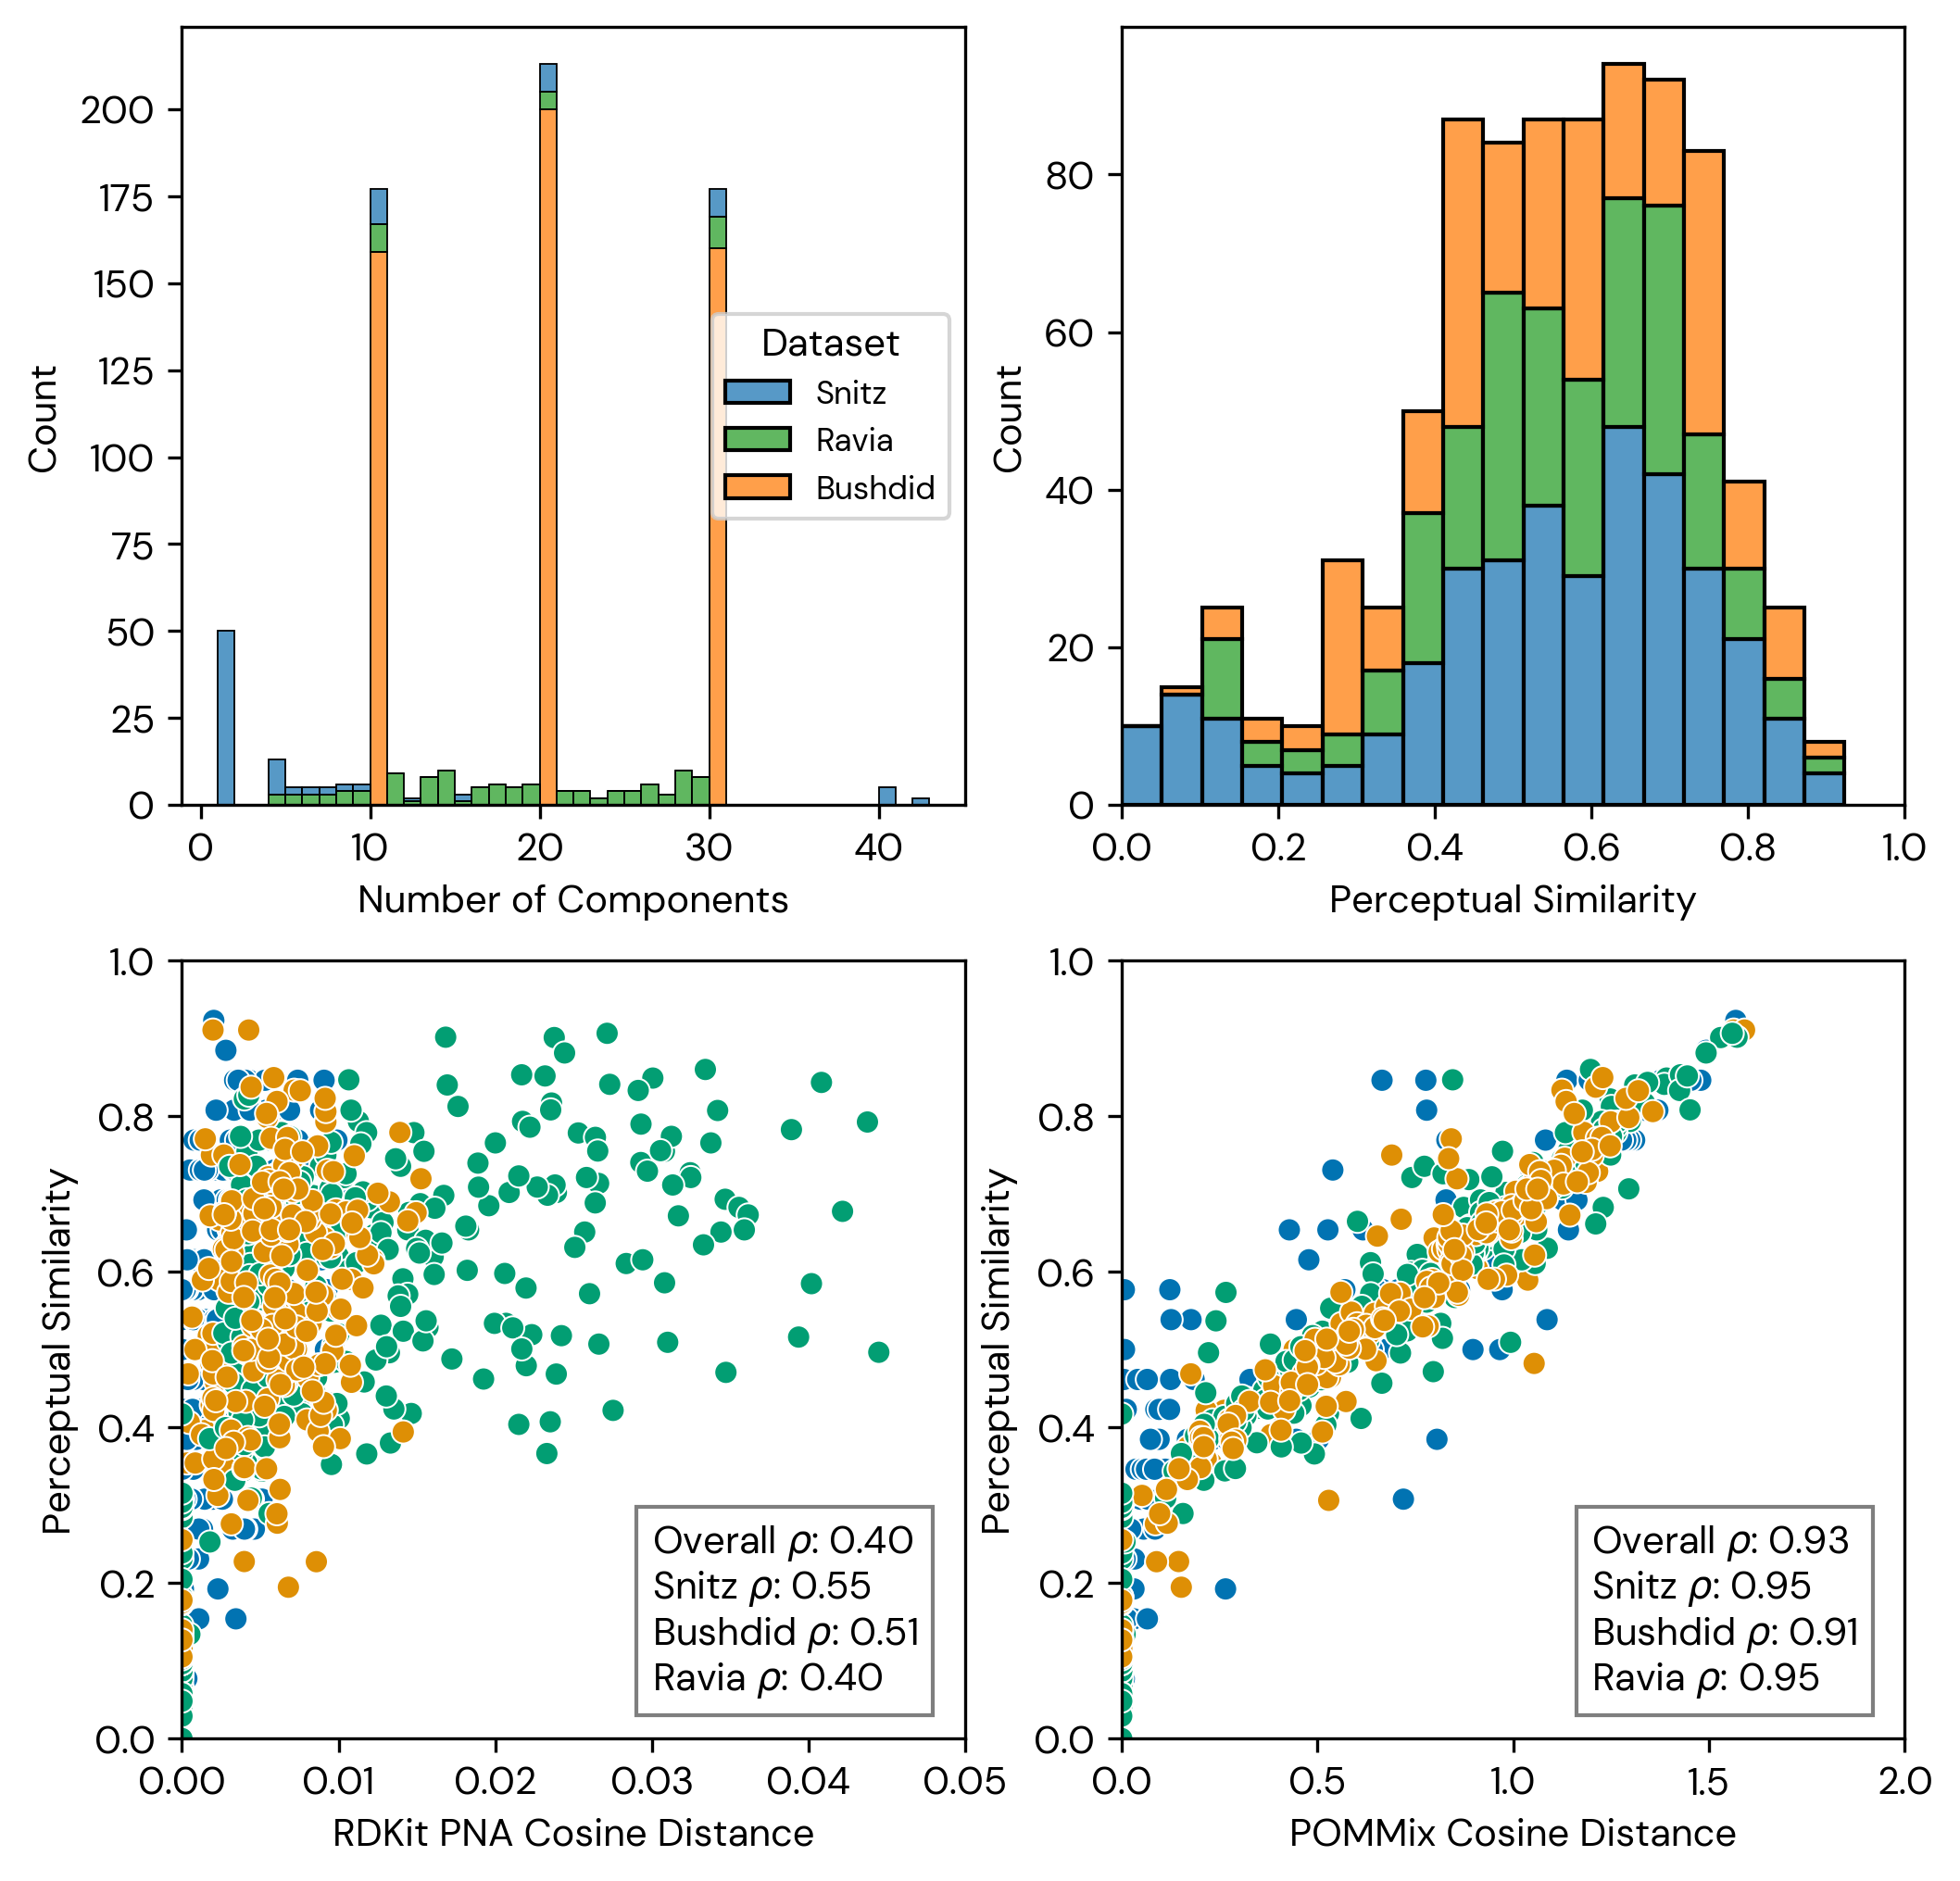 Count
200
175
150
125
100
75
50
25
0
0
10
20
30
40
Number of Components
Dataset
Snitz
Ravia
Bushdid
Count
80
60
40
20
0
0.0
0.2
0.4
0.6
0.8
1.0
Perceptual Similarity
Perceptual Similarity
1.0
0.8
0.6
0.4
0.2
0.0
0.00
0.01
0.02
0.03
0.04
0.05
RDKit PNA Cosine Distance
Overall ρ: 0.40
Snitz ρ: 0.55
Bushdid ρ: 0.51
Ravia ρ: 0.40
Perceptual Similarity
1.0
0.8
0.6
0.4
0.2
0.0
0.0
0.5
1.0
1.5
2.0
POMMix Cosine Distance
Overall ρ: 0.93
Snitz ρ: 0.95
Bushdid ρ: 0.91
Ravia ρ: 0.95